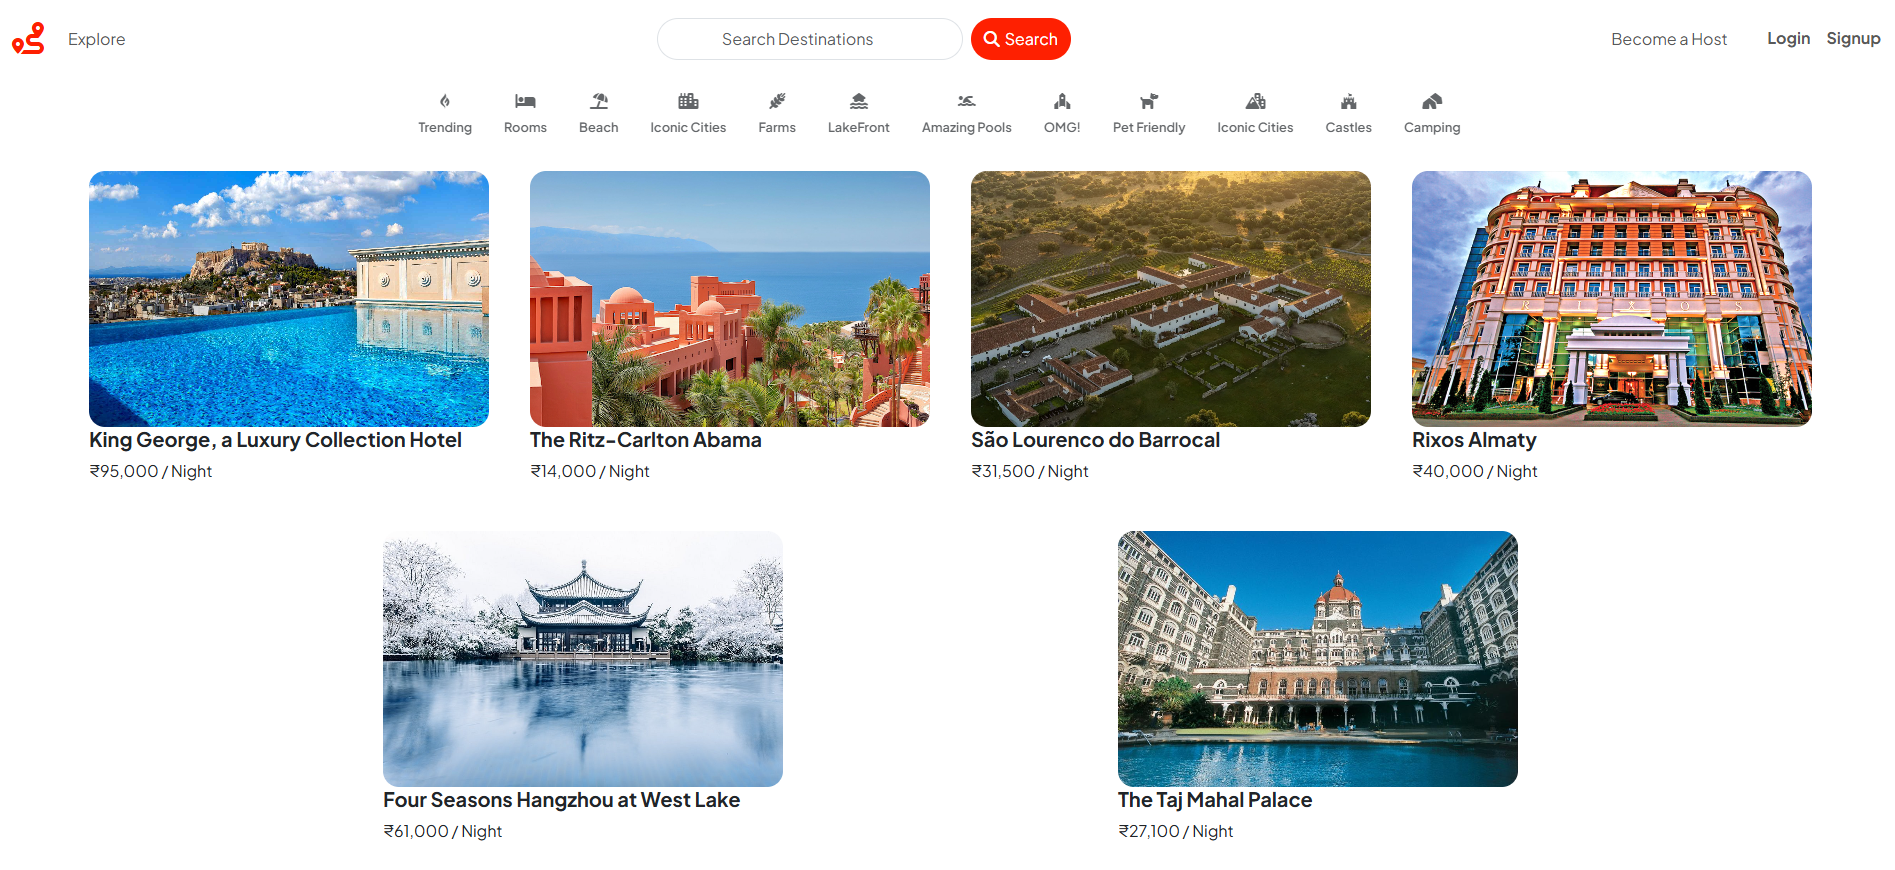 Explore
Search Destinations
Search
Become a Host
Login
Signup
Trending
Rooms
Beach
Iconic Cities
Farms
LakeFront
Amazing Pools
OMG!
Pet Friendly
Iconic Cities
Castles
Camping
RIXOS
King George, a Luxury Collection Hotel
₹95,000 / Night
The Ritz-Carlton Abama
₹14,000 / Night
São Lourenco do Barrocal
₹31,500 / Night
Rixos Almaty
₹40,000 / Night
Four Seasons Hangzhou at West Lake
₹61,000 / Night
The Taj Mahal Palace
₹27,100 / Night